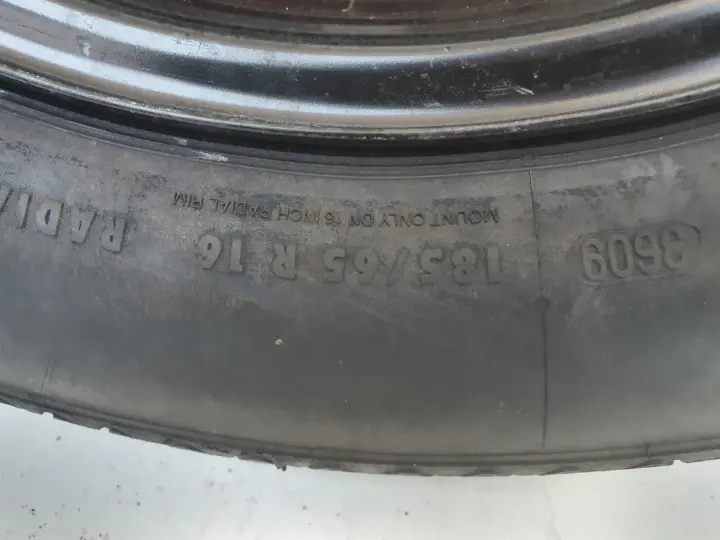 3609
185/65 R 16 RADIA
MOUNT ONLY ON 16 INCH RADIAL RIM